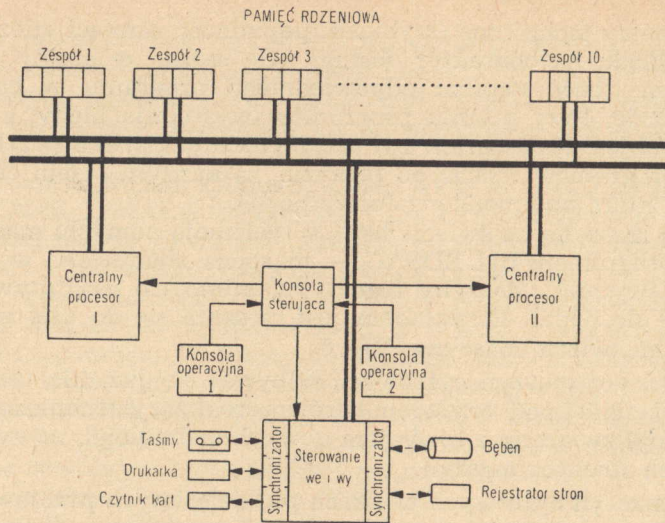 PAMIĘĆ RDZENIOWA
Zespół 1
Zespół 2
Zespół 3
Zespół 10
Centralny
procesor
I
Konsola
sterująca
Centralny
procesor
II
Konsola
operacyjna
1
Konsola
operacyjna
2
Taśmy
Drukarka
Czytnik kart
Synchronizator
Sterowanie
we i wy
Synchronizator
Bęben
Rejestrator stron